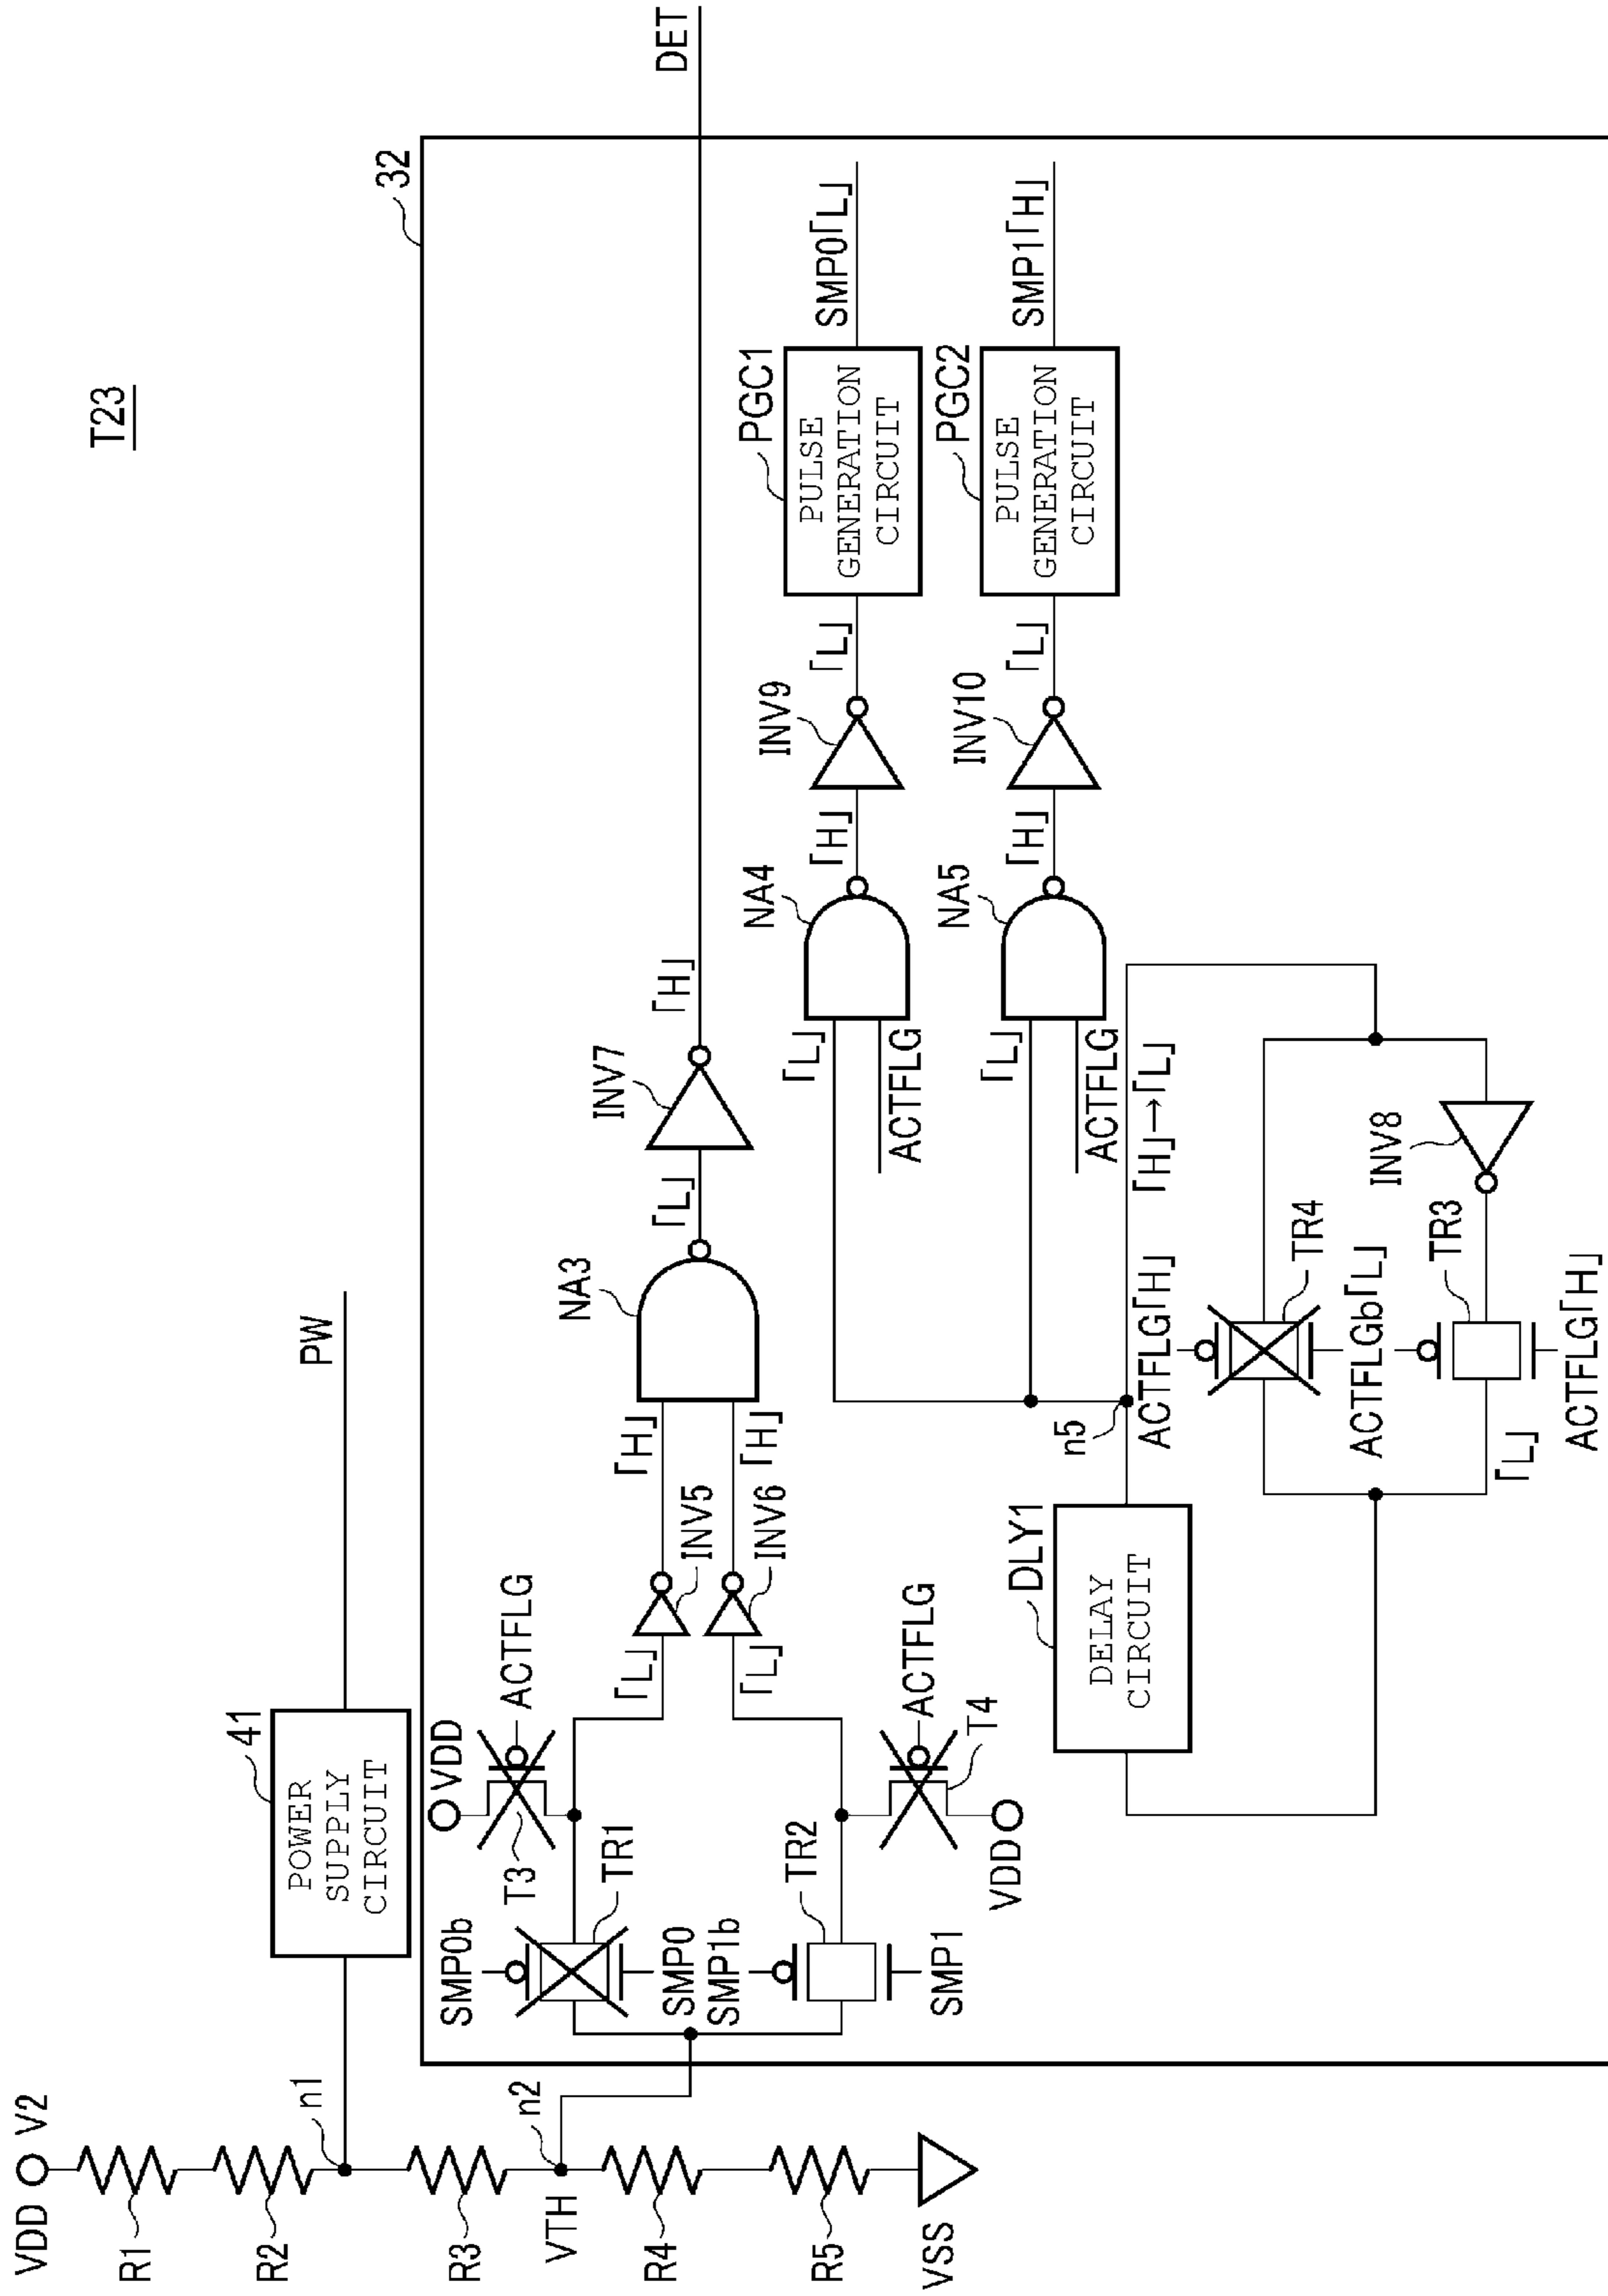 T23
VDD
V2
R1
R2
n1
R3
n2
VTH
R4
R5
VSS
41
POWER
SUPPLY
CIRCUIT
PW
32
VDD
T3
ACTFLG
SMP0b
TR1
SMP0
SMP1b
TR2
SMP1
T4
ACTFLG
VDD
「L」
「L」
INV5
INV6
「H」
「H」
NA3
「L」
INV7
「H」
DET
DLY1
DELAY
CIRCUIT
n5
「H」→「L」
「L」
ACTFLG
NA4
「H」
INV9
「L」
PGC1
PULSE
GENERATION
CIRCUIT
SMP0「L」
「L」
ACTFLG
NA5
「H」
INV10
「L」
PGC2
PULSE
GENERATION
CIRCUIT
SMP1「H」
ACTFLG「H」
TR4
ACTFLGb「L」
INV8
TR3
「L」
ACTFLG「H」